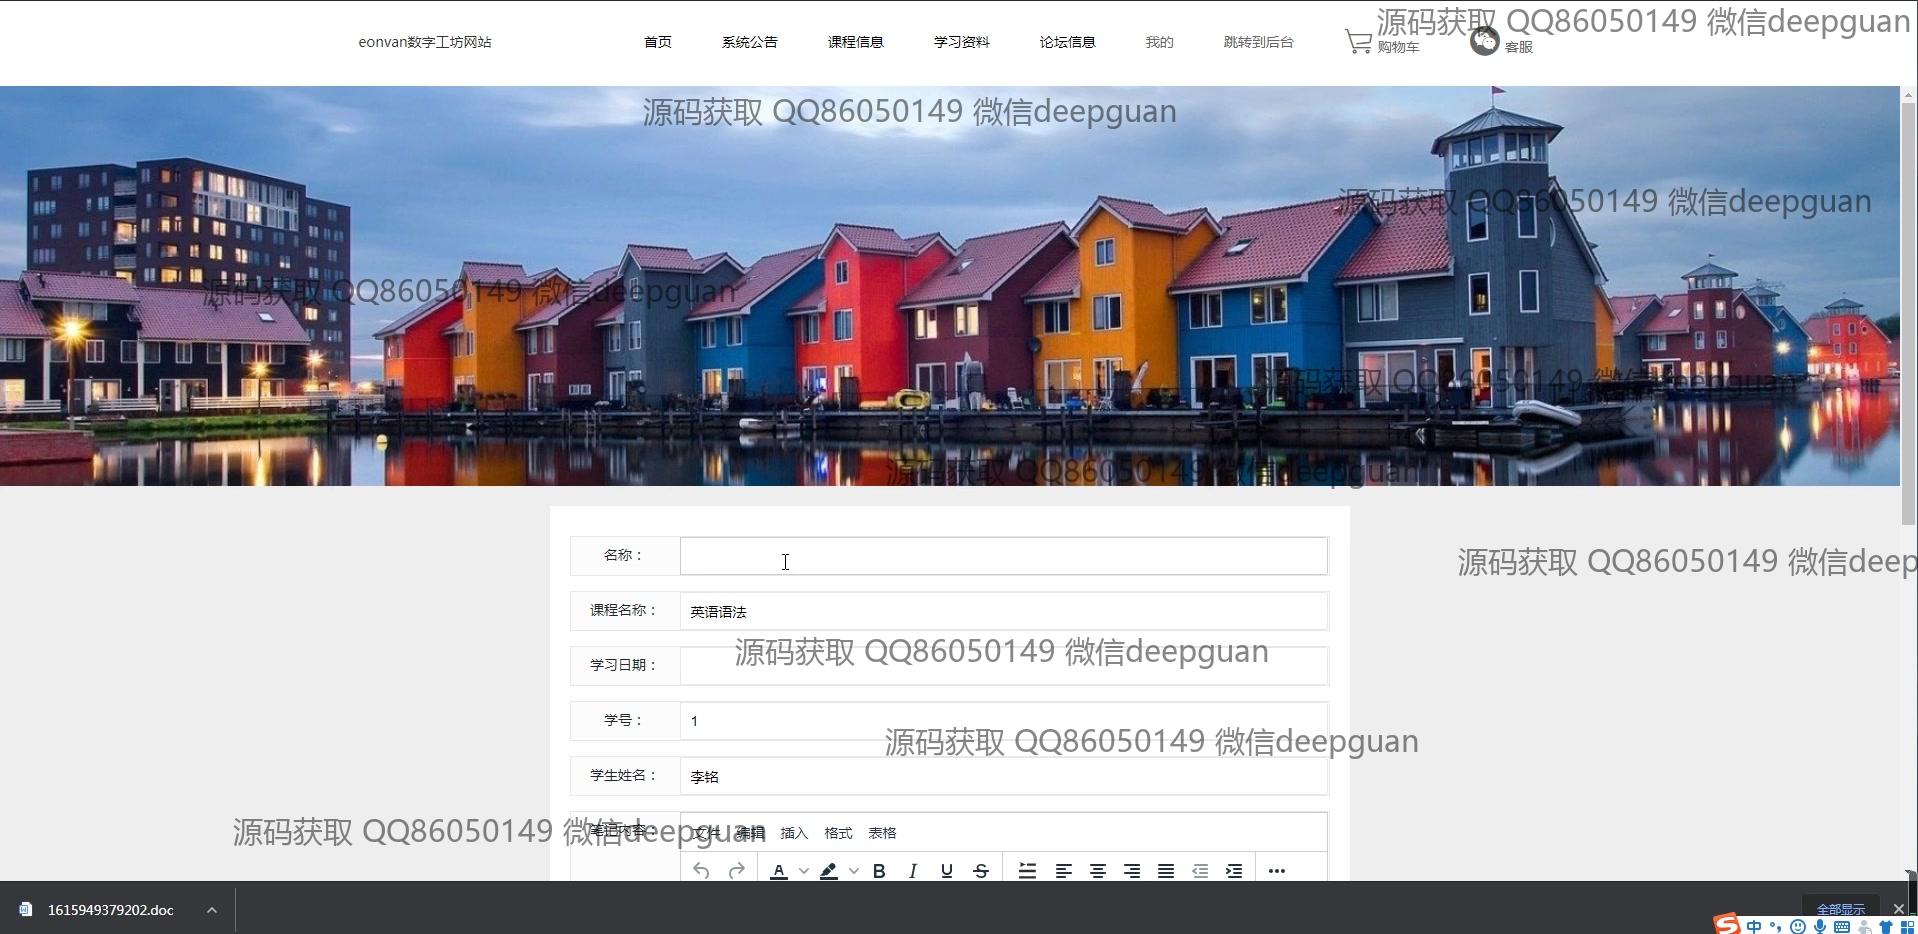 源码获取 QQ86050149 微信deepguan
eonvan数字工坊网站
首页
系统公告
课程信息
学习资料
论坛信息
我的
跳转到后台
购物车
客服
源码获取 QQ86050149 微信deepguan
源码获取 QQ86050149 微信deepguan
源码获取 QQ86050149 微信deepguan
源码获取 QQ86050149 微信deepguan
源码获取 QQ86050149 微信deepguan
名称：
源码获取 QQ86050149 微信deep
课程名称：
英语语法
源码获取 QQ86050149 微信deepguan
学习日期：
学号：
1
源码获取 QQ86050149 微信deepguan
学生姓名：
李铭
源码获取 QQ86050149 微信deepguan
笔记内容：
文件 编辑 插入 格式 表格
A B I U S
1615949379202.doc
全部显示
中